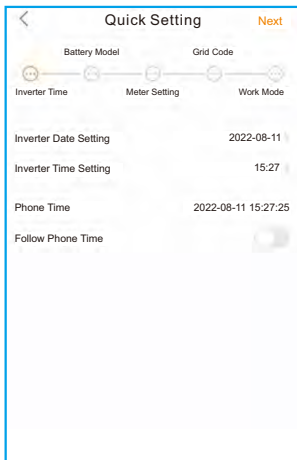 Quick Setting Next
Battery Model Grid Code
Inverter Time Meter Setting Work Mode
Inverter Date Setting 2022-08-11
Inverter Time Setting 15:27
Phone Time 2022-08-11 15:27:25
Follow Phone Time